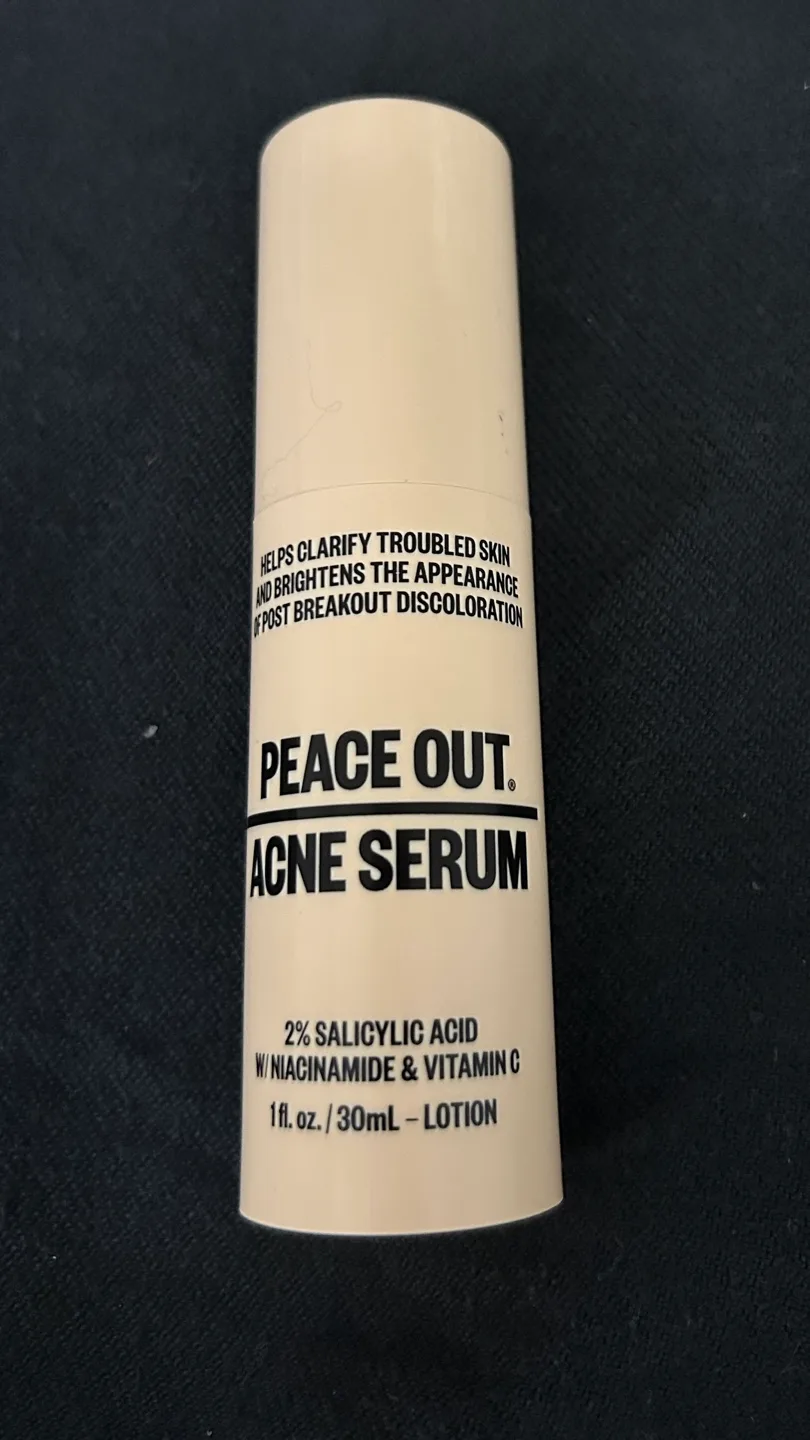 HELPS CLARIFY TROUBLED SKIN
AND BRIGHTENS THE APPEARANCE
OF POST BREAKOUT DISCOLORATION
PEACE OUT®
ACNE SERUM
2% SALICYLIC ACID
W/ NIACINAMIDE & VITAMIN C
1 fl. oz. / 30mL – LOTION